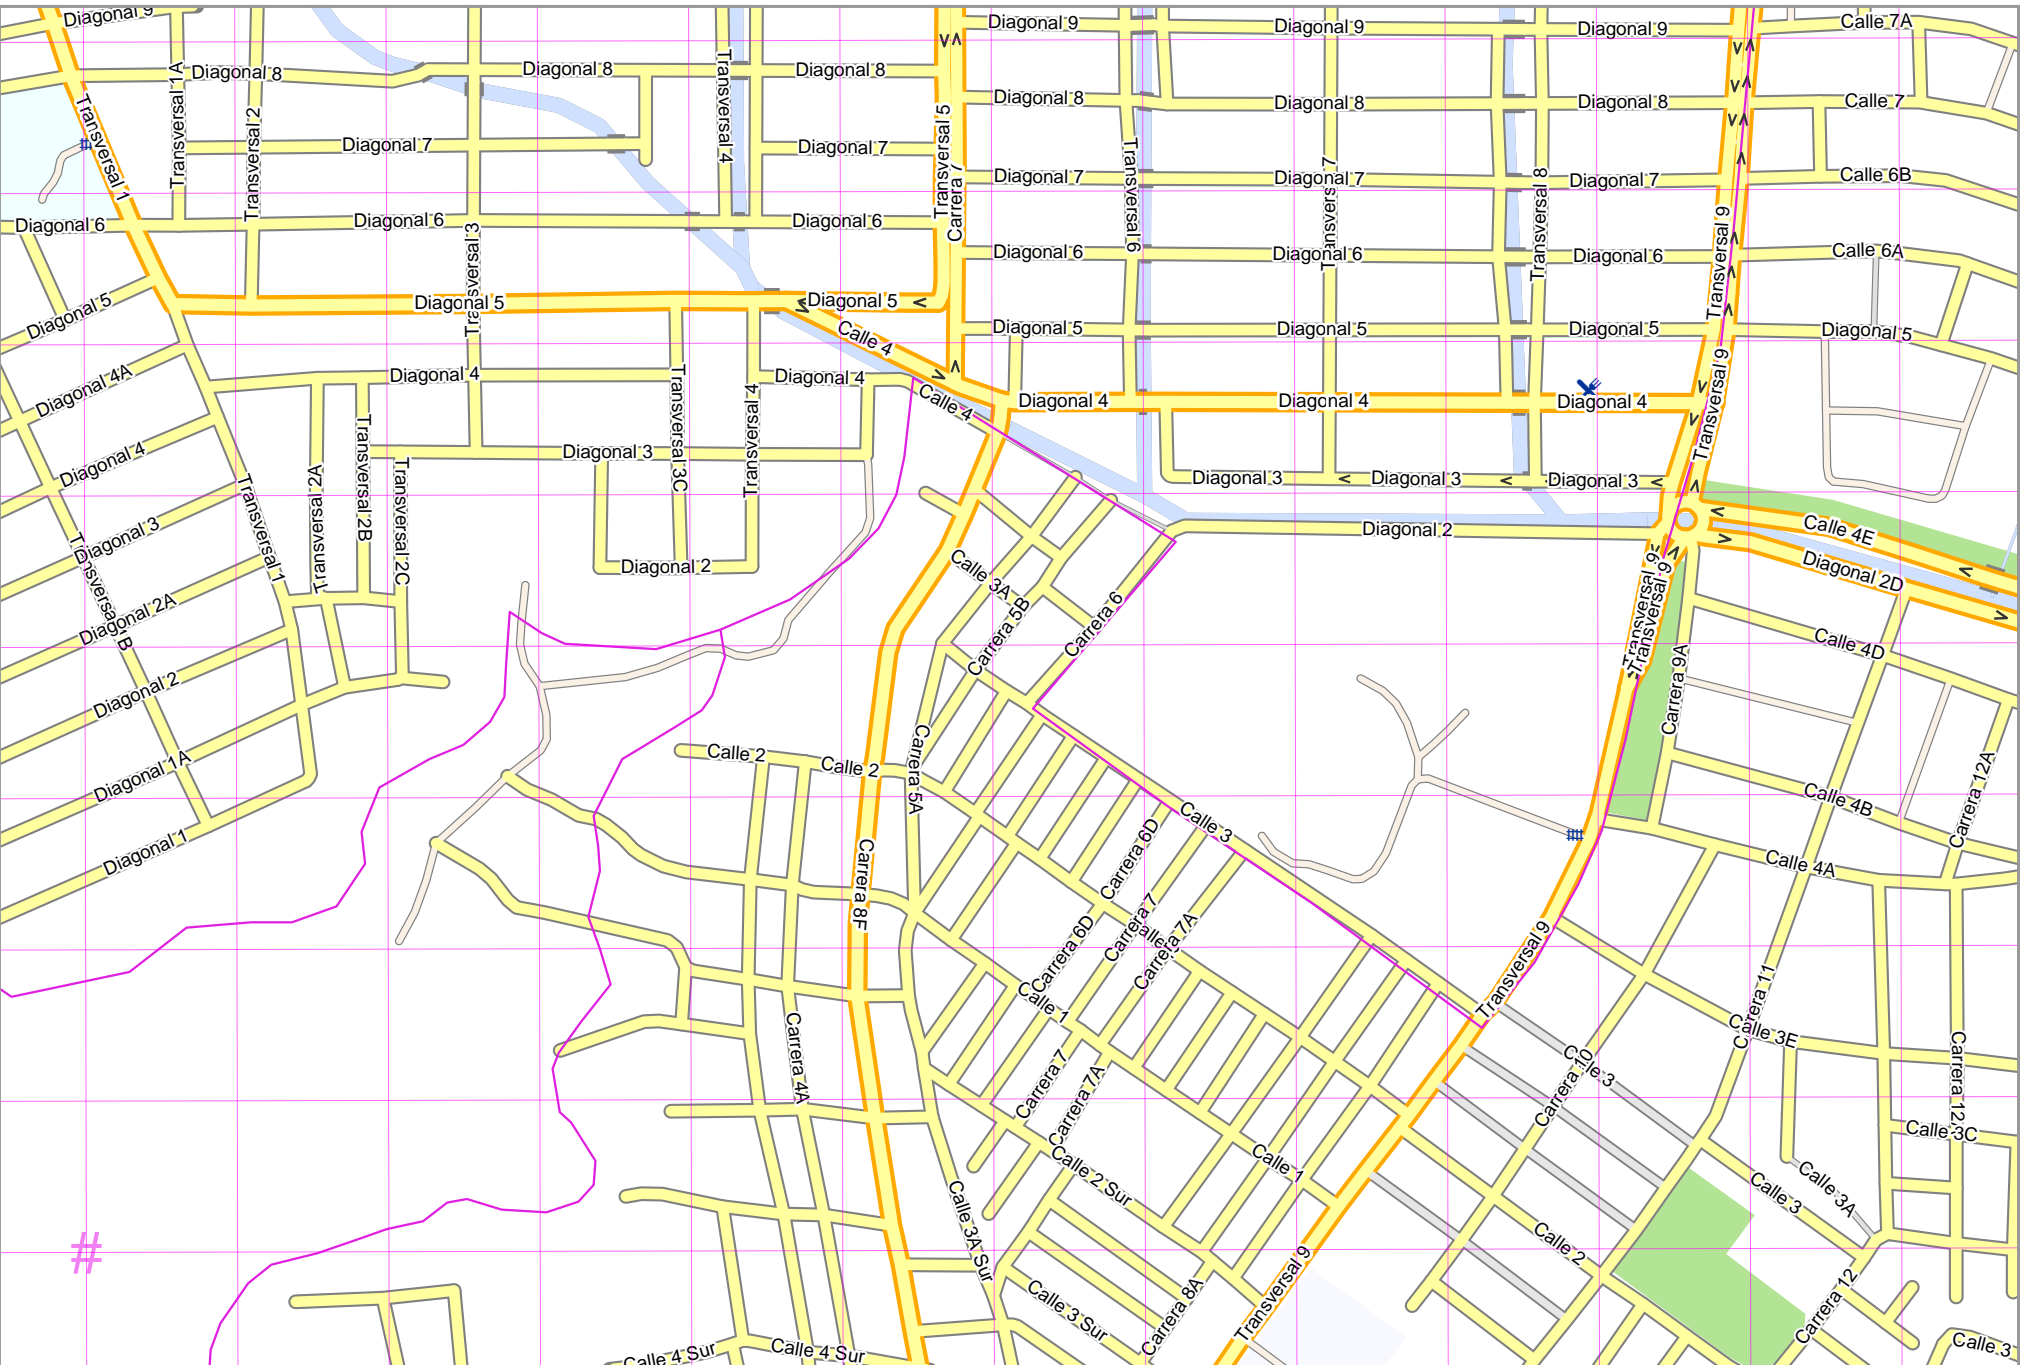 Diagonal 9
Diagonal 9
Diagonal 9
Diagonal 9
Calle 7A
Diagonal 8
Diagonal 8
Diagonal 8
Diagonal 8
Diagonal 8
Diagonal 8
Calle 7
Transversal 1
Transversal 1A
Transversal 2
Transversal 4
Transversal 5
Carrera 7
Transversal 6
Transversal 7
Transversal 8
Transversal 9
Diagonal 7
Diagonal 7
Diagonal 7
Diagonal 7
Diagonal 7
Calle 6B
Diagonal 6
Diagonal 6
Diagonal 6
Diagonal 6
Diagonal 6
Diagonal 6
Calle 6A
Transversal 3
Diagonal 5
Diagonal 5
Diagonal 5
Diagonal 5
Diagonal 5
Diagonal 5
Diagonal 5
Calle 4
Transversal 9
Diagonal 4A
Diagonal 4
Diagonal 4
Calle 4
Diagonal 4
Diagonal 4
Diagonal 4
Diagonal 4
Transversal 3C
Transversal 4
Transversal 2A
Transversal 2B
Transversal 2C
Transversal 1
Diagonal 3
Diagonal 3
Diagonal 3
Diagonal 3
Diagonal 3
Transversal 1B
Diagonal 2
Diagonal 2
Calle 4E
Diagonal 2D
Diagonal 2A
Calle 3A
Carrera 5B
Carrera 6
Transversal 9
Transversal 9
Calle 4D
Carrera 9A
Diagonal 2
Calle 2
Calle 2
Carrera 5A
Diagonal 1A
Calle 4B
Carrera 12A
Diagonal 1
Calle 3
Carrera 6D
Calle 4A
Carrera 8F
Carrera 6D
Carrera 7
Calle
Carrera 7A
Transversal 9
Calle 1
Carrera 11
Calle 3E
Carrera 4A
Carrera 7
Carrera 7A
Carrera 10
Calle 3
Carrera 12
Calle 3C
Calle 1
Calle 2 Sur
Calle 3
Calle 3A
Calle 3A Sur
Calle 2
#
Calle 3 Sur
Carrera 8A
Transversal 9
Carrera 12
Calle 3
Calle 4 Sur
Calle 4 Sur